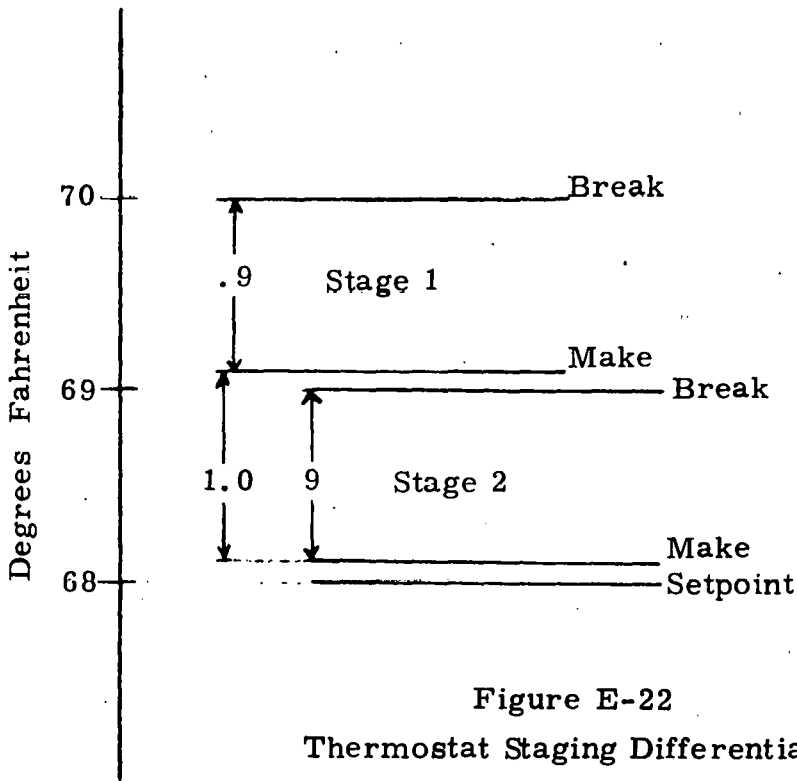 70
Break
.9
Stage 1
Degrees Fahrenheit
Make
69
Break
1.0
9
Stage 2
Make
68
Setpoint
Figure E-22
Thermostat Staging Differentia